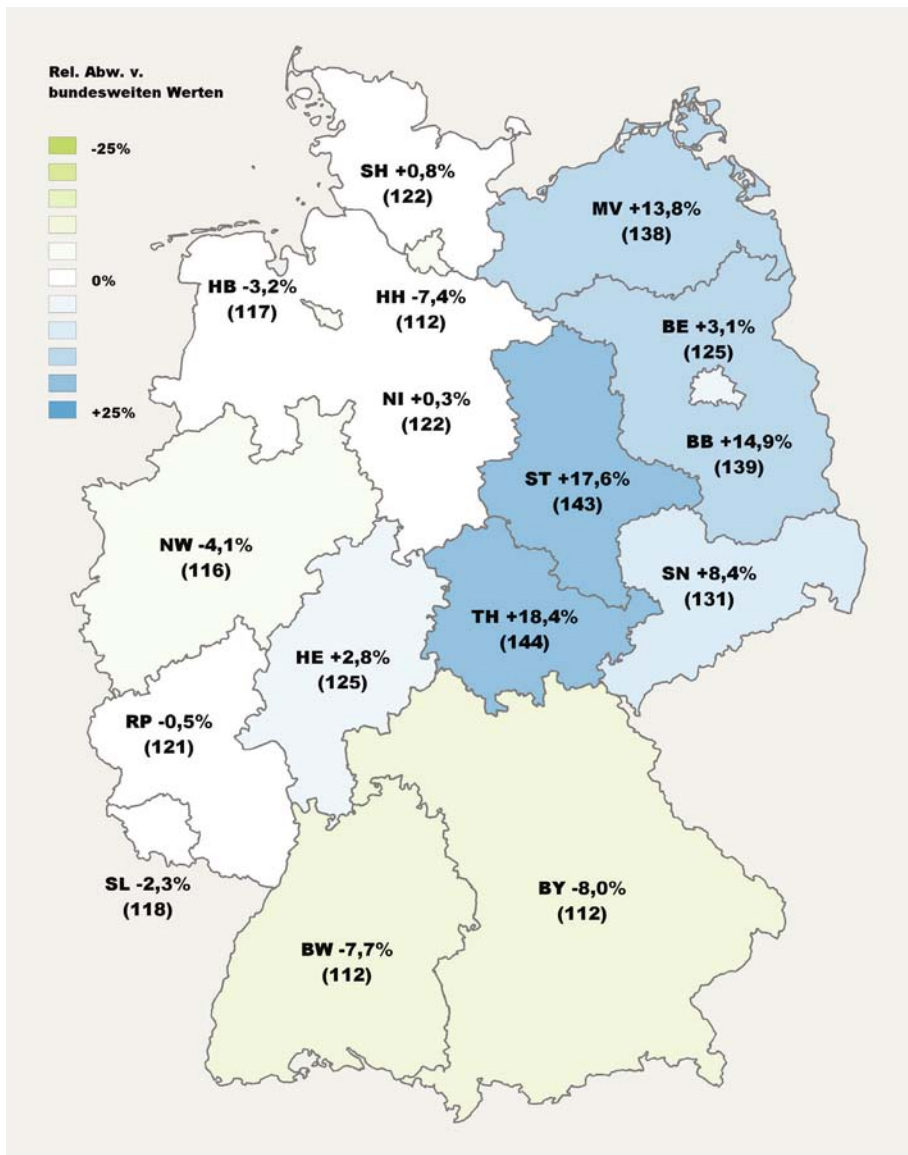 Rel. Abw. v.
bundesweiten Werten
-25%
0%
+25%
SH +0,8%
(122)
MV +13,8%
(138)
HB -3,2%
(117)
HH -7,4%
(112)
BE +3,1%
(125)
NI +0,3%
(122)
BB +14,9%
(139)
ST +17,6%
(143)
NW -4,1%
(116)
SN +8,4%
(131)
TH +18,4%
(144)
HE +2,8%
(125)
RP -0,5%
(121)
SL -2,3%
(118)
BY -8,0%
(112)
BW -7,7%
(112)